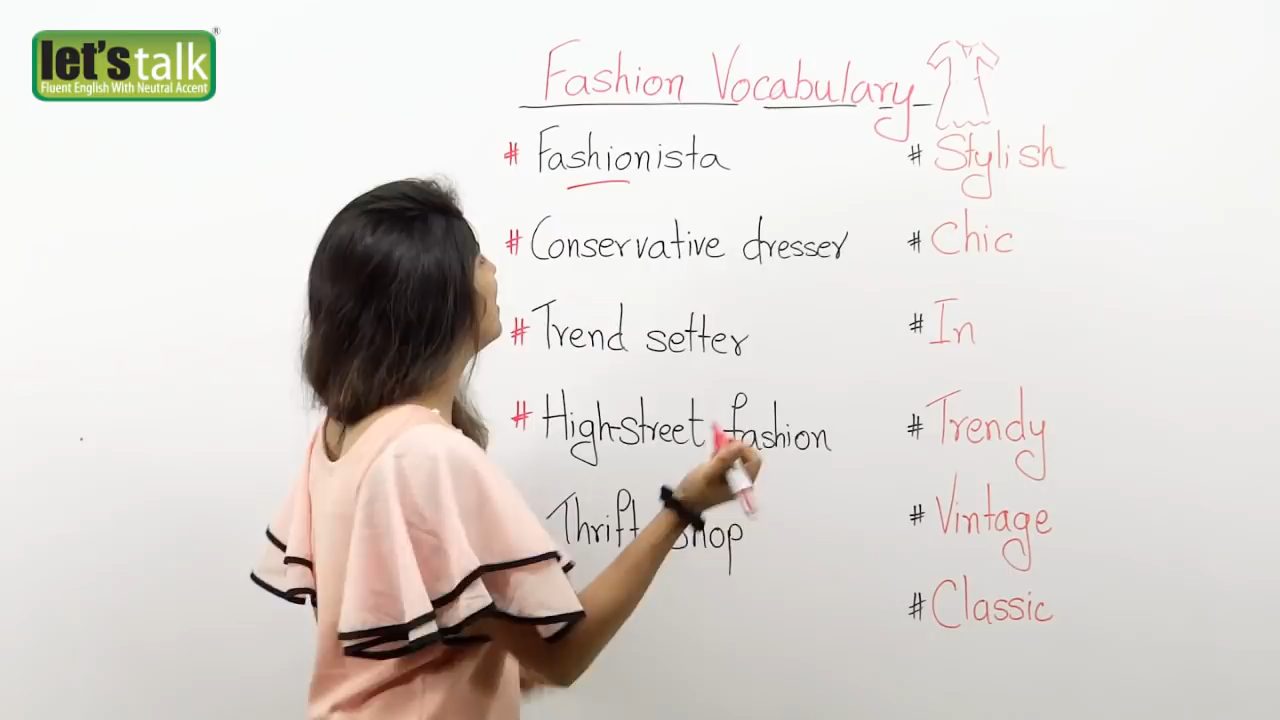 let's talk®
Fluent English With Neutral Accent
Fashion Vocabulary
# Fashionista
# Conservative dresser
# Trend setter
# High-street fashion
Thrift shop
# Stylish
# Chic
# In
# Trendy
# Vintage
# Classic